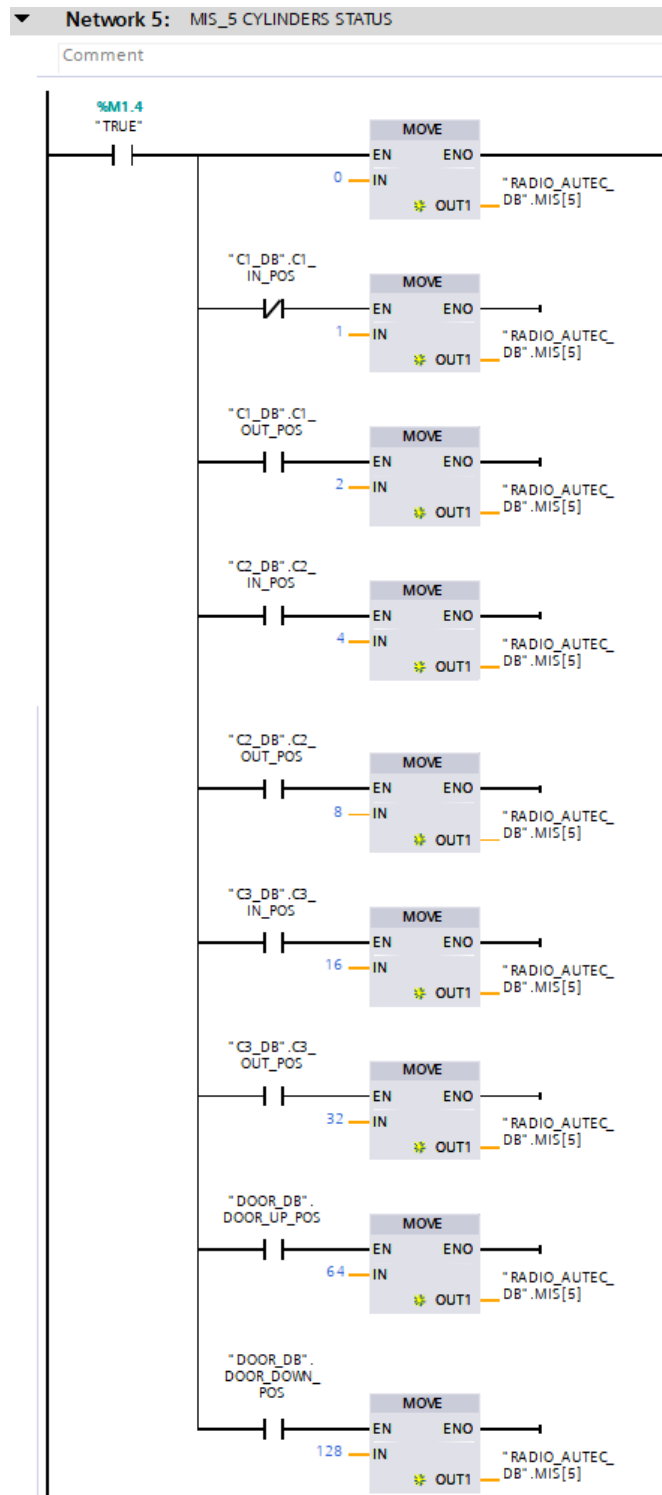 Network 5: MIS_5 CYLINDERS STATUS
Comment
%M1.4
"TRUE"
MOVE
EN ENO
0 IN
OUT1
"RADIO_AUTEC_
DB".MIS[5]
"C1_DB".C1_
IN_POS
MOVE
EN ENO
1 IN
OUT1
"RADIO_AUTEC_
DB".MIS[5]
"C1_DB".C1_
OUT_POS
MOVE
EN ENO
2 IN
OUT1
"RADIO_AUTEC_
DB".MIS[5]
"C2_DB".C2_
IN_POS
MOVE
EN ENO
4 IN
OUT1
"RADIO_AUTEC_
DB".MIS[5]
"C2_DB".C2_
OUT_POS
MOVE
EN ENO
8 IN
OUT1
"RADIO_AUTEC_
DB".MIS[5]
"C3_DB".C3_
IN_POS
MOVE
EN ENO
16 IN
OUT1
"RADIO_AUTEC_
DB".MIS[5]
"C3_DB".C3_
OUT_POS
MOVE
EN ENO
32 IN
OUT1
"RADIO_AUTEC_
DB".MIS[5]
"DOOR_DB".
DOOR_UP_POS
MOVE
EN ENO
64 IN
OUT1
"RADIO_AUTEC_
DB".MIS[5]
"DOOR_DB".
DOOR_DOWN_
POS
MOVE
EN ENO
128 IN
OUT1
"RADIO_AUTEC_
DB".MIS[5]